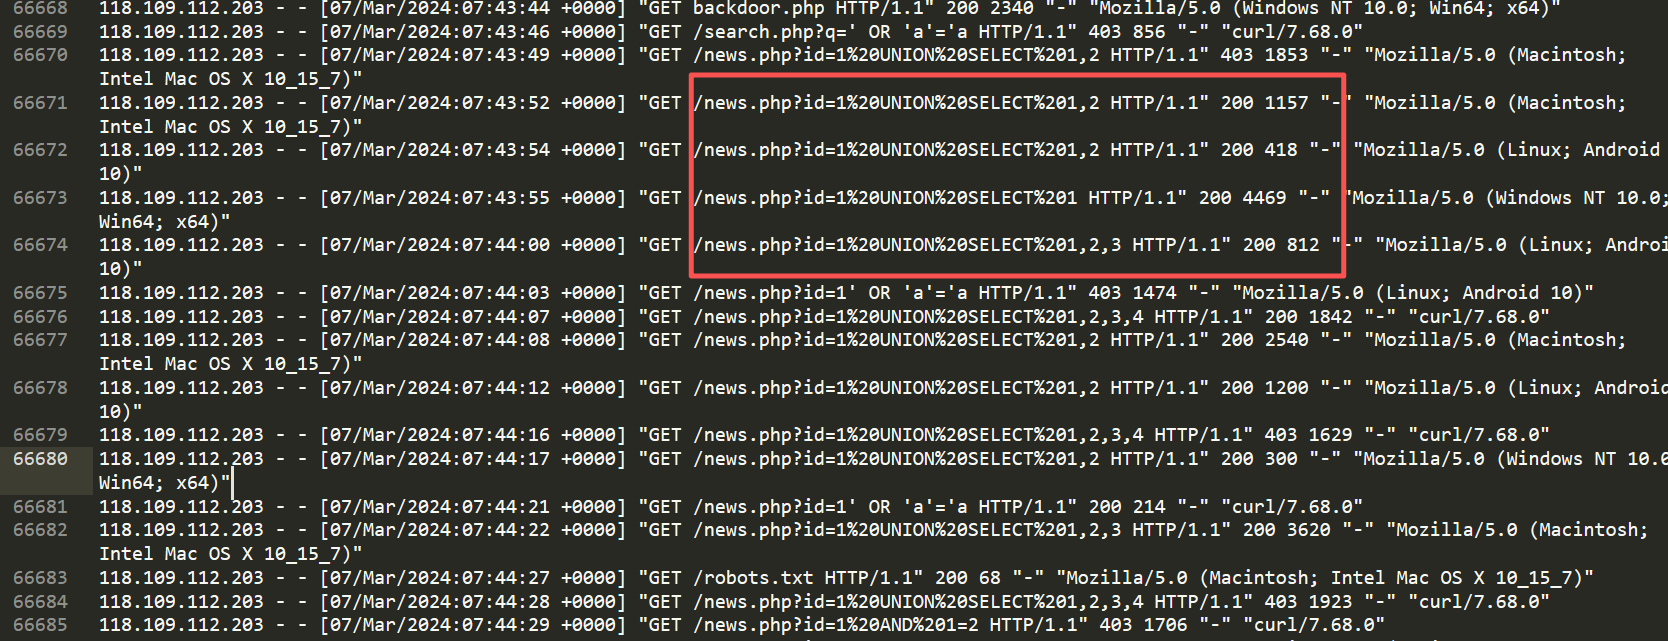 66668 118.109.112.203 - - [07/Mar/2024:07:43:44 +0000] "GET backdoor.php HTTP/1.1" 200 2340 "-" "Mozilla/5.0 (Windows NT 10.0; Win64; x64)"
66669 118.109.112.203 - - [07/Mar/2024:07:43:46 +0000] "GET /search.php?q=' OR 'a'='a HTTP/1.1" 403 856 "-" "curl/7.68.0"
66670 118.109.112.203 - - [07/Mar/2024:07:43:49 +0000] "GET /news.php?id=1%20UNION%20SELECT%201,2 HTTP/1.1" 403 1853 "-" "Mozilla/5.0 (Macintosh;
Intel Mac OS X 10_15_7)"
66671 118.109.112.203 - - [07/Mar/2024:07:43:52 +0000] "GET /news.php?id=1%20UNION%20SELECT%201,2 HTTP/1.1" 200 1157 "-" "Mozilla/5.0 (Macintosh;
Intel Mac OS X 10_15_7)"
66672 118.109.112.203 - - [07/Mar/2024:07:43:54 +0000] "GET /news.php?id=1%20UNION%20SELECT%201,2 HTTP/1.1" 200 418 "-" "Mozilla/5.0 (Linux; Android
10)"
66673 118.109.112.203 - - [07/Mar/2024:07:43:55 +0000] "GET /news.php?id=1%20UNION%20SELECT%201 HTTP/1.1" 200 4469 "-" "Mozilla/5.0 (Windows NT 10.0;
Win64; x64)"
66674 118.109.112.203 - - [07/Mar/2024:07:44:00 +0000] "GET /news.php?id=1%20UNION%20SELECT%201,2,3 HTTP/1.1" 200 812 "-" "Mozilla/5.0 (Linux; Androi
10)"
66675 118.109.112.203 - - [07/Mar/2024:07:44:03 +0000] "GET /news.php?id=1' OR 'a'='a HTTP/1.1" 403 1474 "-" "Mozilla/5.0 (Linux; Android 10)"
66676 118.109.112.203 - - [07/Mar/2024:07:44:07 +0000] "GET /news.php?id=1%20UNION%20SELECT%201,2,3,4 HTTP/1.1" 200 1842 "-" "curl/7.68.0"
66677 118.109.112.203 - - [07/Mar/2024:07:44:08 +0000] "GET /news.php?id=1%20UNION%20SELECT%201,2 HTTP/1.1" 200 2540 "-" "Mozilla/5.0 (Macintosh;
Intel Mac OS X 10_15_7)"
66678 118.109.112.203 - - [07/Mar/2024:07:44:12 +0000] "GET /news.php?id=1%20UNION%20SELECT%201,2 HTTP/1.1" 200 1200 "-" "Mozilla/5.0 (Linux; Android
10)"
66679 118.109.112.203 - - [07/Mar/2024:07:44:16 +0000] "GET /news.php?id=1%20UNION%20SELECT%201,2,3,4 HTTP/1.1" 403 1629 "-" "curl/7.68.0"
66680 118.109.112.203 - - [07/Mar/2024:07:44:17 +0000] "GET /news.php?id=1%20UNION%20SELECT%201,2 HTTP/1.1" 200 300 "-" "Mozilla/5.0 (Windows NT 10.0
Win64; x64)"
66681 118.109.112.203 - - [07/Mar/2024:07:44:21 +0000] "GET /news.php?id=1' OR 'a'='a HTTP/1.1" 200 214 "-" "curl/7.68.0"
66682 118.109.112.203 - - [07/Mar/2024:07:44:22 +0000] "GET /news.php?id=1%20UNION%20SELECT%201,2,3 HTTP/1.1" 200 3620 "-" "Mozilla/5.0 (Macintosh;
Intel Mac OS X 10_15_7)"
66683 118.109.112.203 - - [07/Mar/2024:07:44:27 +0000] "GET /robots.txt HTTP/1.1" 200 68 "-" "Mozilla/5.0 (Macintosh; Intel Mac OS X 10_15_7)"
66684 118.109.112.203 - - [07/Mar/2024:07:44:28 +0000] "GET /news.php?id=1%20UNION%20SELECT%201,2,3,4 HTTP/1.1" 403 1923 "-" "curl/7.68.0"
66685 118.109.112.203 - - [07/Mar/2024:07:44:29 +0000] "GET /news.php?id=1%20AND%201=2 HTTP/1.1" 403 1706 "-" "curl/7.68.0"